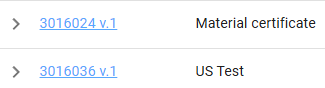 3016024 v.1 Material certificate
3016036 v.1 US Test